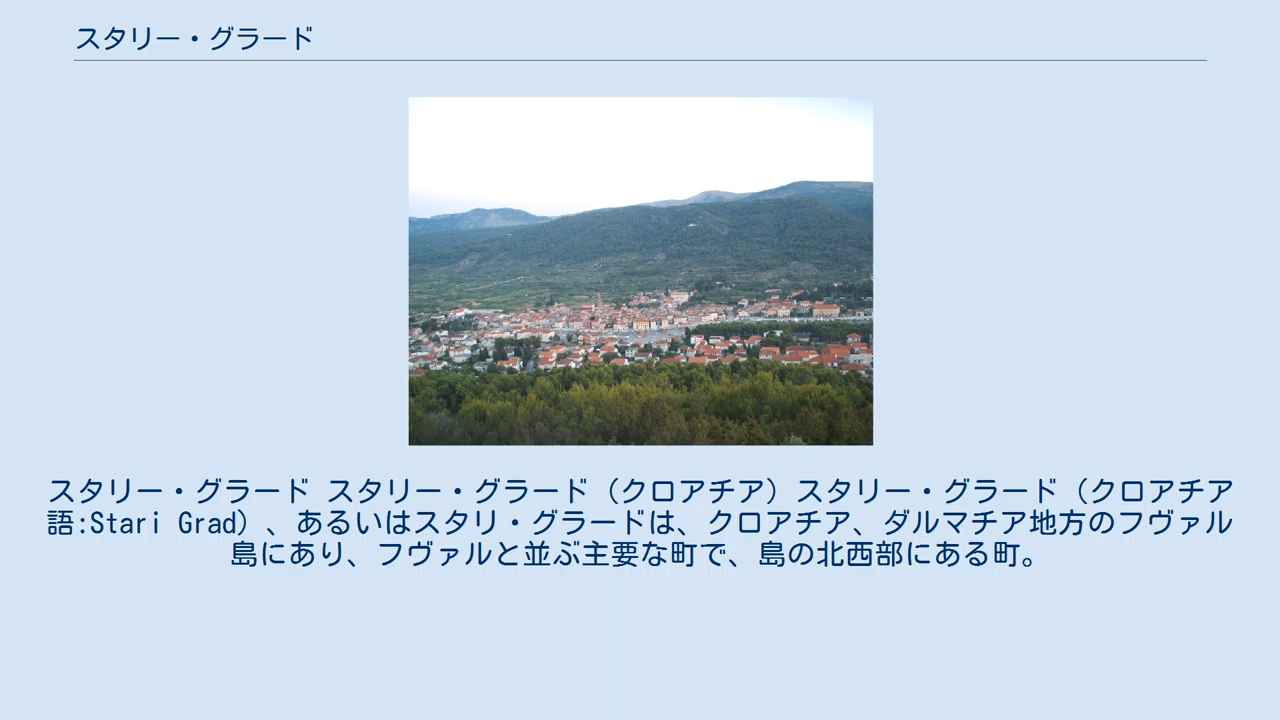 スタリー・グラード
スタリー・グラード スタリー・グラード（クロアチア）スタリー・グラード（クロアチア
語:Stari Grad）、あるいはスタリ・グラードは、クロアチア、ダルマチア地方のフヴァル
島にあり、フヴァルと並ぶ主要な町で、島の北西部にある町。